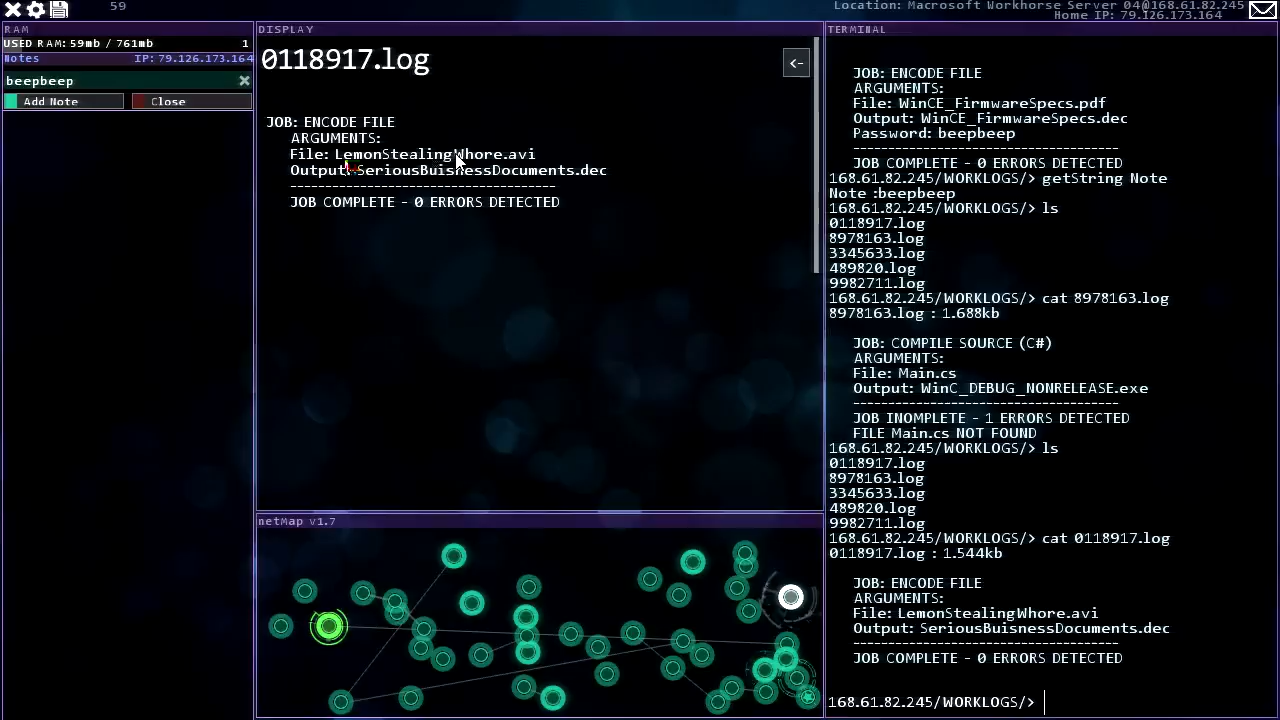 59
Location: Macrosoft Workhorse Server 04@168.61.82.245
Home IP: 79.126.173.164
RAM
USED RAM: 59mb / 761mb 1
Notes IP: 79.126.173.164
beepbeep
Add Note Close
DISPLAY
0118917.log
<-
JOB: ENCODE FILE
ARGUMENTS:
File: LemonStealingWhore.avi
Output: SeriousBuisnessDocuments.dec
------------------------------------
JOB COMPLETE - 0 ERRORS DETECTED
netMap v1.7
TERMINAL
JOB: ENCODE FILE
ARGUMENTS:
File: WinCE_FirmwareSpecs.pdf
Output: WinCE_FirmwareSpecs.dec
Password: beepbeep
------------------------------------
JOB COMPLETE - 0 ERRORS DETECTED
168.61.82.245/WORKLOGS/> getString Note
Note :beepbeep
168.61.82.245/WORKLOGS/> ls
0118917.log
8978163.log
3345633.log
489820.log
9982711.log
168.61.82.245/WORKLOGS/> cat 8978163.log
8978163.log : 1.688kb
JOB: COMPILE SOURCE (C#)
ARGUMENTS:
File: Main.cs
Output: WinC_DEBUG_NONRELEASE.exe
------------------------------------
JOB INOMPLETE - 1 ERRORS DETECTED
FILE Main.cs NOT FOUND
168.61.82.245/WORKLOGS/> ls
0118917.log
8978163.log
3345633.log
489820.log
9982711.log
168.61.82.245/WORKLOGS/> cat 0118917.log
0118917.log : 1.544kb
JOB: ENCODE FILE
ARGUMENTS:
File: LemonStealingWhore.avi
Output: SeriousBuisnessDocuments.dec
------------------------------------
JOB COMPLETE - 0 ERRORS DETECTED
168.61.82.245/WORKLOGS/>